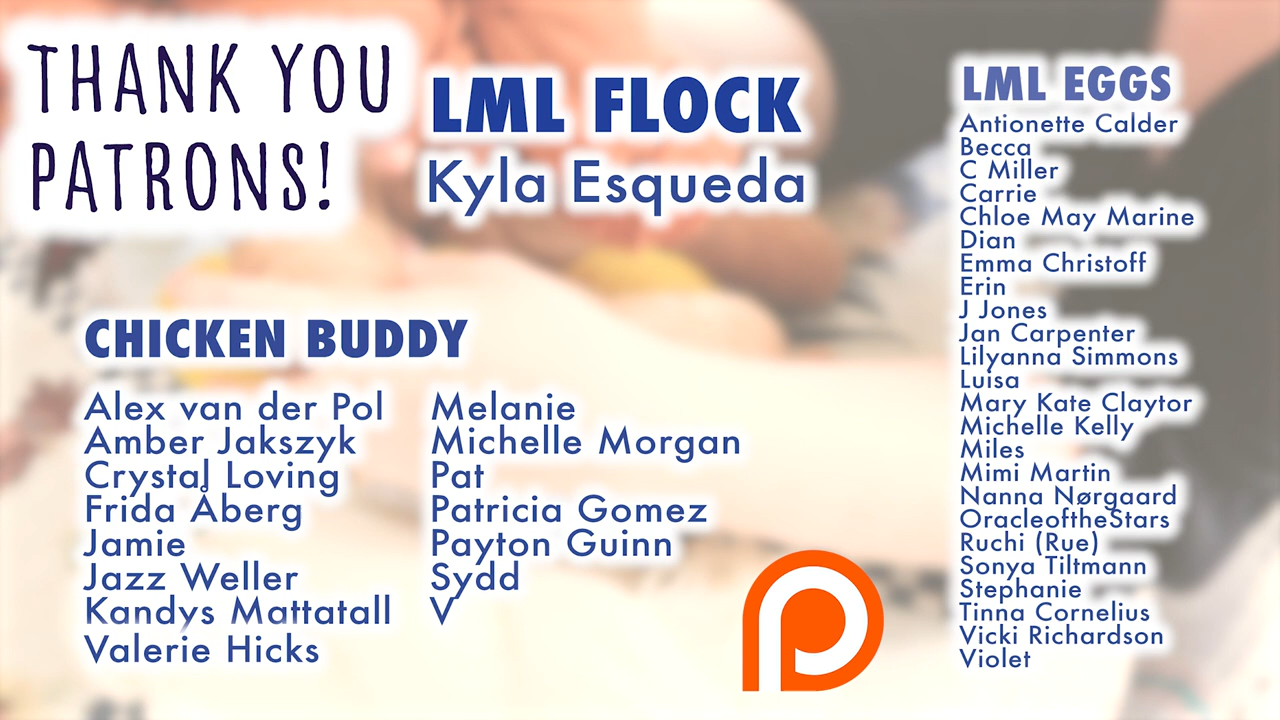 THANK YOU
PATRONS!
LML FLOCK
Kyla Esqueda
CHICKEN BUDDY
Alex van der Pol
Amber Jakszyk
Crystal Loving
Frida Åberg
Jamie
Jazz Weller
Kandys Mattatall
Valerie Hicks
Melanie
Michelle Morgan
Pat
Patricia Gomez
Payton Guinn
Sydd
V
LML EGGS
Antionette Calder
Becca
C Miller
Carrie
Chloe May Marine
Dian
Emma Christoff
Erin
J Jones
Jan Carpenter
Lilyanna Simmons
Luisa
Mary Kate Claytor
Michelle Kelly
Miles
Mimi Martin
Nanna Nørgaard
OracleoftheStars
Ruchi (Rue)
Sonya Tiltmann
Stephanie
Tinna Cornelius
Vicki Richardson
Violet